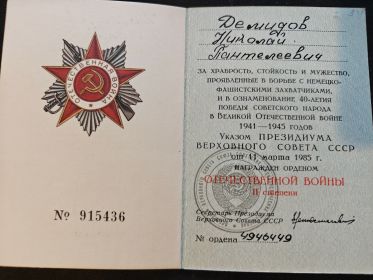 ОТЕЧЕСТВЕННАЯ ВОЙНА
№ 915436
Демидов
Николай
Пантелеевич
ЗА ХРАБРОСТЬ, СТОЙКОСТЬ И МУЖЕСТВО,
ПРОЯВЛЕННЫЕ В БОРЬБЕ С НЕМЕЦКО-
ФАШИСТСКИМИ ЗАХВАТЧИКАМИ,
И В ОЗНАМЕНОВАНИЕ 40-ЛЕТИЯ
ПОБЕДЫ СОВЕТСКОГО НАРОДА
В ВЕЛИКОЙ ОТЕЧЕСТВЕННОЙ ВОЙНЕ
1941—1945 ГОДОВ
УКАЗОМ ПРЕЗИДИУМА
ВЕРХОВНОГО СОВЕТА СССР
от 11 марта 1985 г.
НАГРАЖДЕН ОРДЕНОМ
ОТЕЧЕСТВЕННОЙ ВОЙНЫ
II степени
Секретарь Президиума
Верховного Совета СССР
№ ордена 4946449